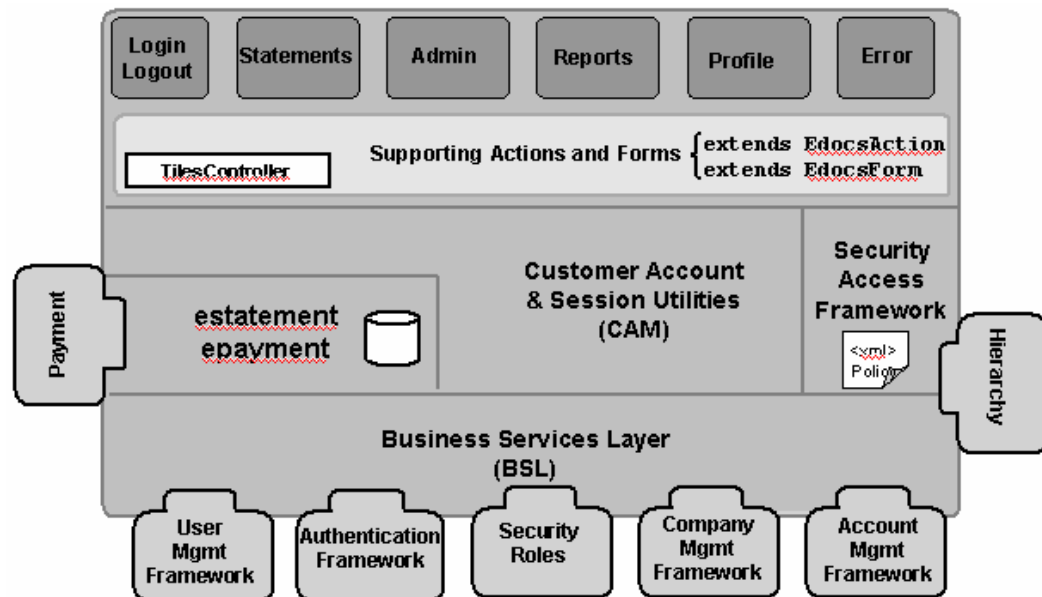 Login
Logout
Statements
Admin
Reports
Profile
Error
TilesController
Supporting Actions and Forms
extends EdocsAction
extends EdocsForm
Payment
estatement
epayment
Customer Account
& Session Utilities
(CAM)
Security
Access
Framework
<xml>
Policy
Hierarchy
Business Services Layer
(BSL)
User
Mgmt
Framework
Authentication
Framework
Security
Roles
Company
Mgmt
Framework
Account
Mgmt
Framework